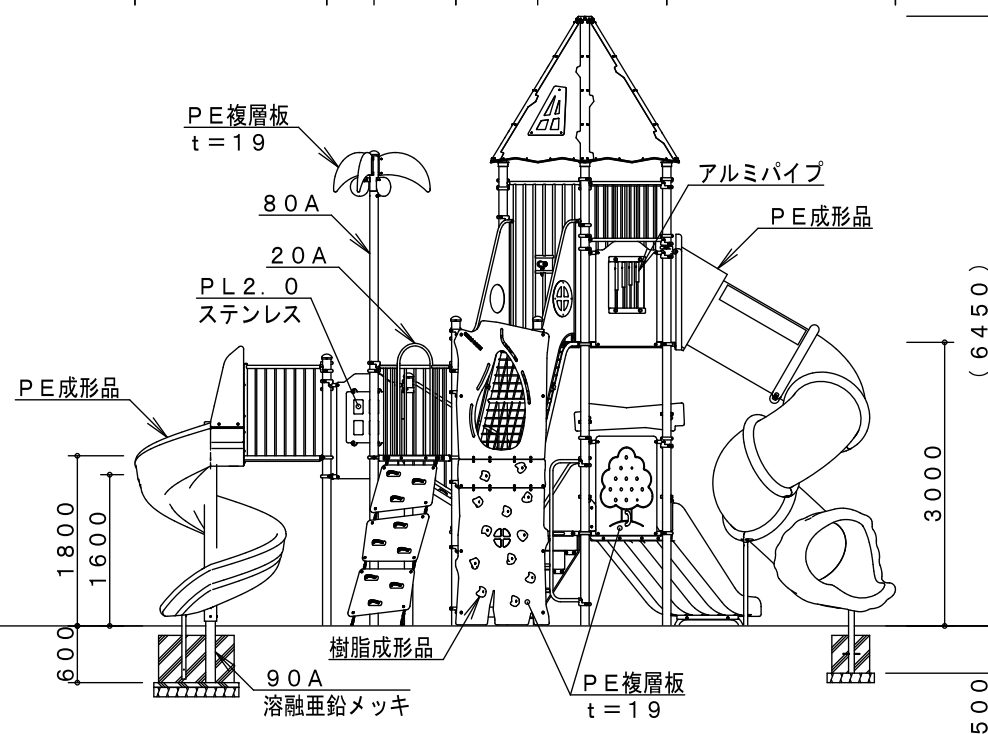 ＰＥ複層板
ｔ＝１９
アルミパイプ
８０Ａ
ＰＥ成形品
２０Ａ
ＰＬ２．０
ステンレス
（６４５０）
ＰＥ成形品
３０００
１８００
１６００
６００
樹脂成形品
９０Ａ
溶融亜鉛メッキ
ＰＥ複層板
ｔ＝１９
５００